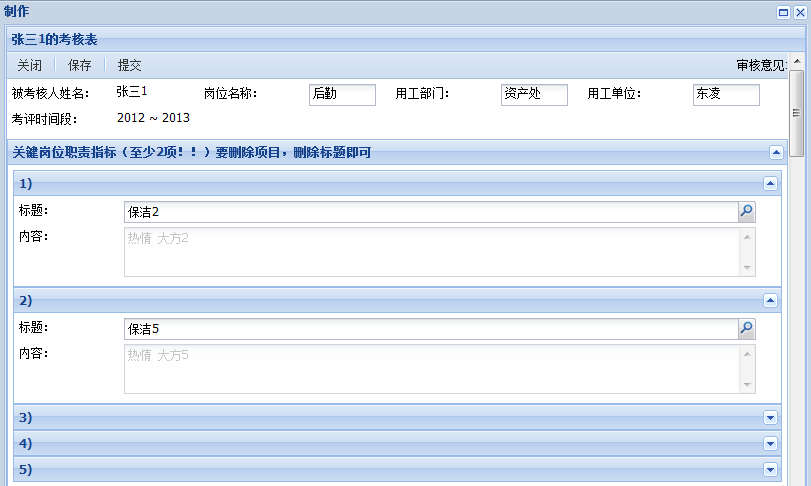 制作
张三1的考核表
关闭 保存 提交 审核意见:
被考核人姓名: 张三1 岗位名称: 后勤 用工部门: 资产处 用工单位: 东凌
考评时间段: 2012 ~ 2013
关键岗位职责指标（至少2项！！）要删除项目，删除标题即可
1)
标题: 保洁2
内容: 热情 大方2
2)
标题: 保洁5
内容: 热情 大方5
3)
4)
5)